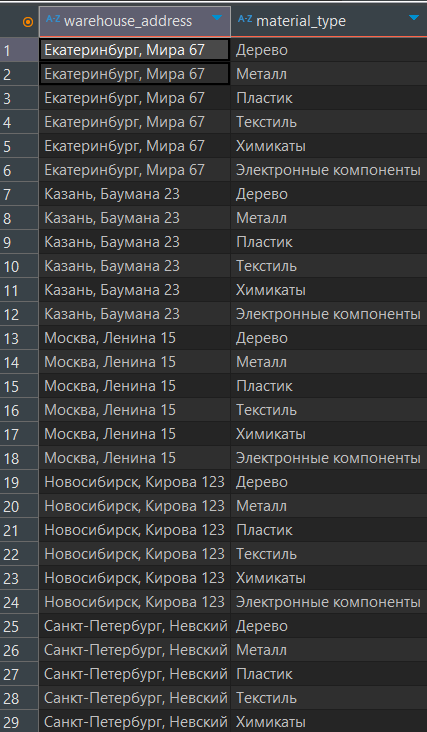 A-Z warehouse_address A-Z material_type
1 Екатеринбург, Мира 67 Дерево
2 Екатеринбург, Мира 67 Металл
3 Екатеринбург, Мира 67 Пластик
4 Екатеринбург, Мира 67 Текстиль
5 Екатеринбург, Мира 67 Химикаты
6 Екатеринбург, Мира 67 Электронные компоненты
7 Казань, Баумана 23 Дерево
8 Казань, Баумана 23 Металл
9 Казань, Баумана 23 Пластик
10 Казань, Баумана 23 Текстиль
11 Казань, Баумана 23 Химикаты
12 Казань, Баумана 23 Электронные компоненты
13 Москва, Ленина 15 Дерево
14 Москва, Ленина 15 Металл
15 Москва, Ленина 15 Пластик
16 Москва, Ленина 15 Текстиль
17 Москва, Ленина 15 Химикаты
18 Москва, Ленина 15 Электронные компоненты
19 Новосибирск, Кирова 123 Дерево
20 Новосибирск, Кирова 123 Металл
21 Новосибирск, Кирова 123 Пластик
22 Новосибирск, Кирова 123 Текстиль
23 Новосибирск, Кирова 123 Химикаты
24 Новосибирск, Кирова 123 Электронные компоненты
25 Санкт-Петербург, Невский Дерево
26 Санкт-Петербург, Невский Металл
27 Санкт-Петербург, Невский Пластик
28 Санкт-Петербург, Невский Текстиль
29 Санкт-Петербург, Невский Химикаты